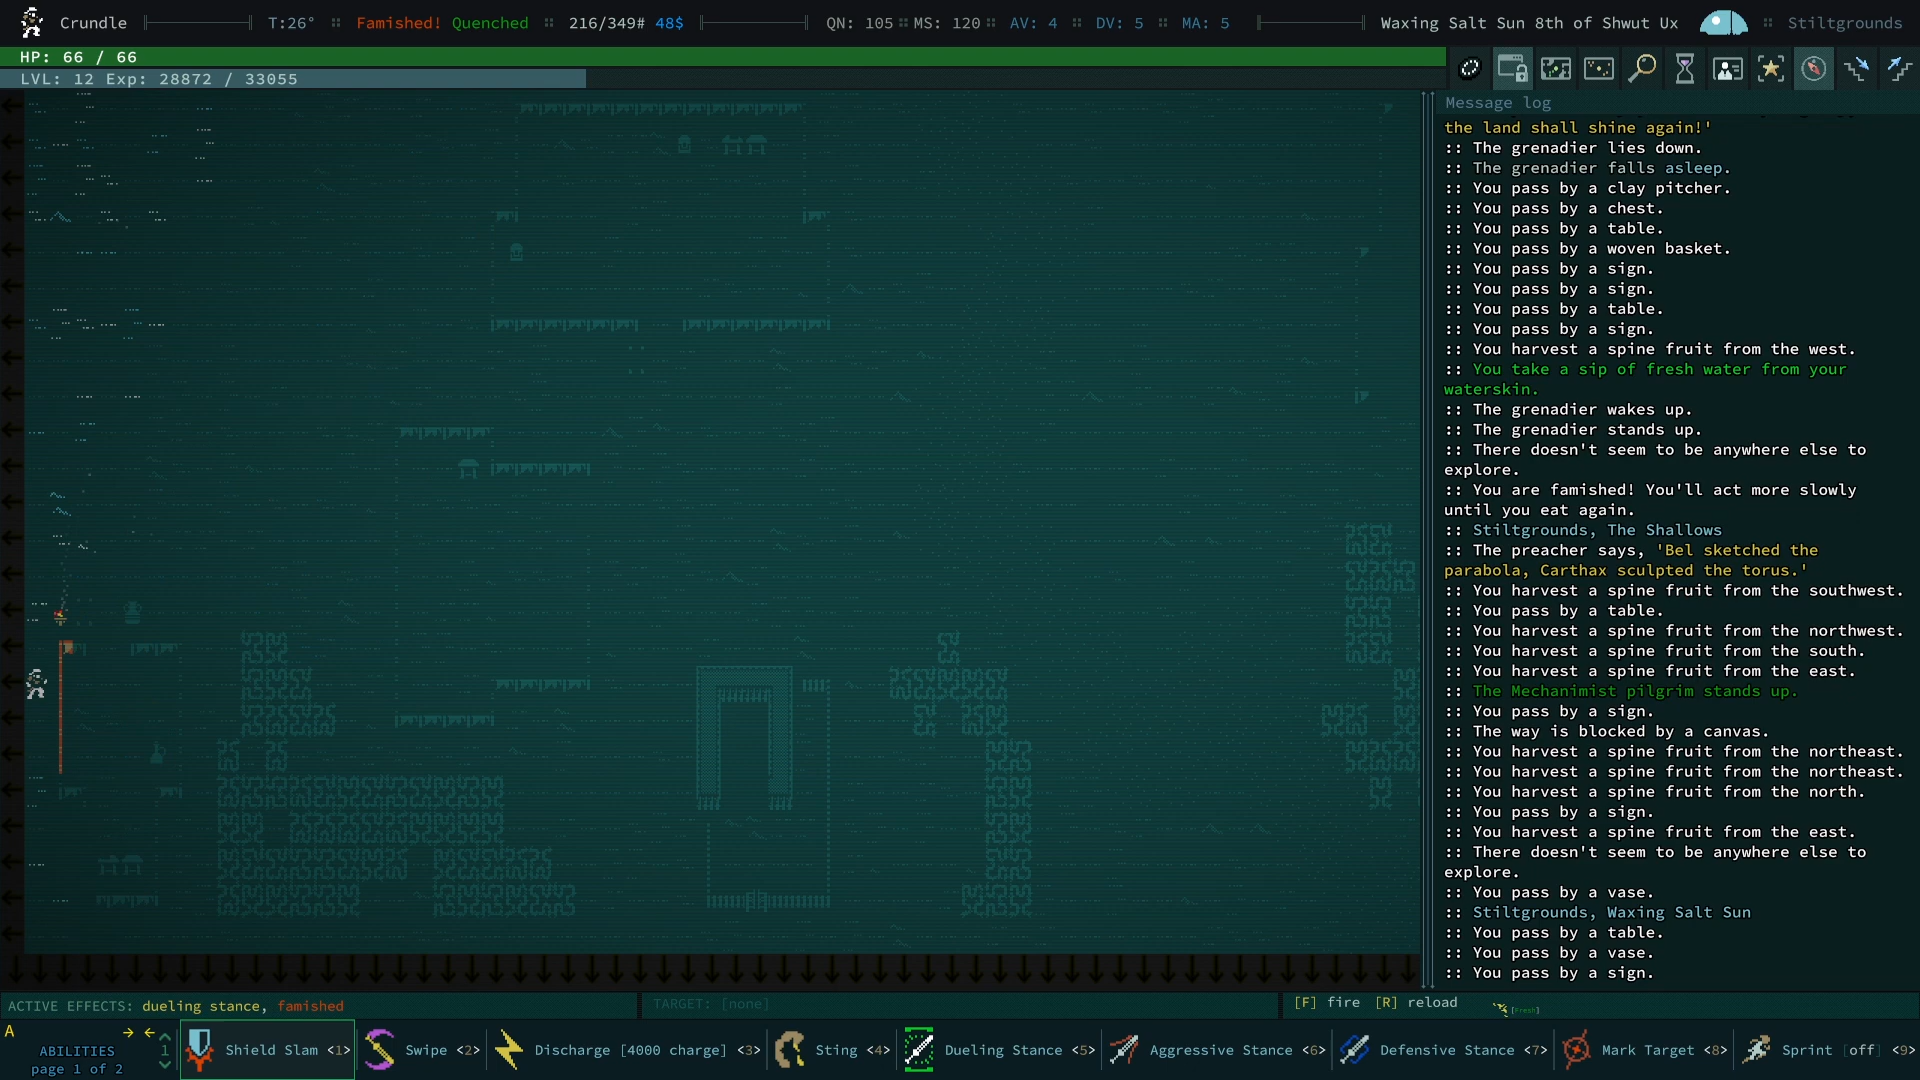 Crundle T:26° Famished! Quenched 216/349# 48$ QN: 105 MS: 120 AV: 4 DV: 5 MA: 5 Waxing Salt Sun 8th of Shwut Ux Stiltgrounds
HP: 66 / 66
LVL: 12 Exp: 28872 / 33055
Message log
the land shall shine again!'
:: The grenadier lies down.
:: The grenadier falls asleep.
:: You pass by a clay pitcher.
:: You pass by a chest.
:: You pass by a table.
:: You pass by a woven basket.
:: You pass by a sign.
:: You pass by a sign.
:: You pass by a table.
:: You pass by a sign.
:: You harvest a spine fruit from the west.
:: You take a sip of fresh water from your
waterskin.
:: The grenadier wakes up.
:: The grenadier stands up.
:: There doesn't seem to be anywhere else to
explore.
:: You are famished! You'll act more slowly
until you eat again.
:: Stiltgrounds, The Shallows
:: The preacher says, 'Bel sketched the
parabola, Carthax sculpted the torus.'
:: You harvest a spine fruit from the southwest.
:: You pass by a table.
:: You harvest a spine fruit from the northwest.
:: You harvest a spine fruit from the south.
:: You harvest a spine fruit from the east.
:: The Mechanimist pilgrim stands up.
:: You pass by a sign.
:: The way is blocked by a canvas.
:: You harvest a spine fruit from the northeast.
:: You harvest a spine fruit from the northeast.
:: You harvest a spine fruit from the north.
:: You pass by a sign.
:: You harvest a spine fruit from the east.
:: There doesn't seem to be anywhere else to
explore.
:: You pass by a vase.
:: Stiltgrounds, Waxing Salt Sun
:: You pass by a table.
:: You pass by a vase.
:: You pass by a sign.
ACTIVE EFFECTS: dueling stance, famished
TARGET: [none]
[F] fire [R] reload [Fresh]
A
ABILITIES
page 1 of 2
1
Shield Slam <1> Swipe <2> Discharge [4000 charge] <3> Sting <4> Dueling Stance <5> Aggressive Stance <6> Defensive Stance <7> Mark Target <8> Sprint [off] <9>